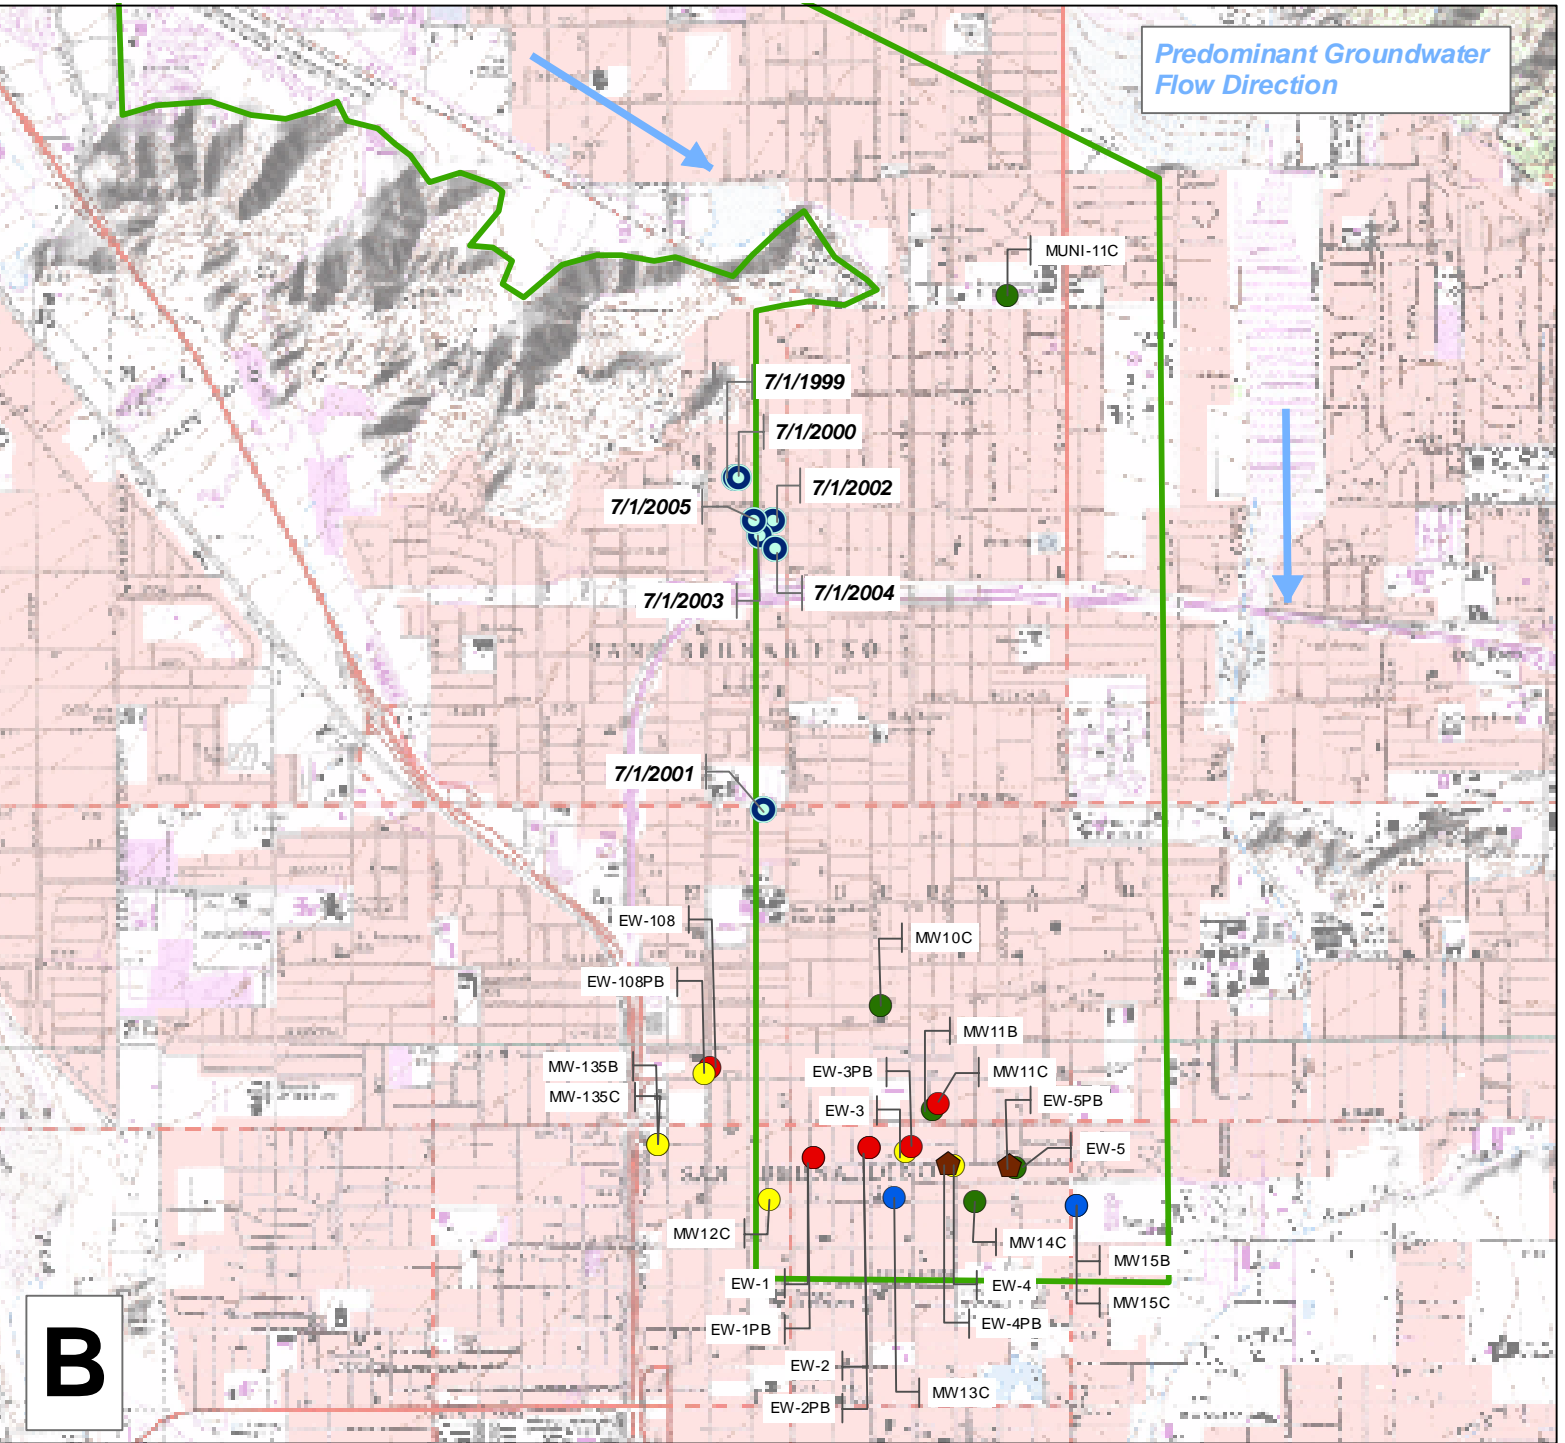 Predominant Groundwater
Flow Direction
MUNI-11C
7/1/1999
7/1/2000
7/1/2002
7/1/2005
7/1/2003
7/1/2004
7/1/2001
EW-108
MW10C
EW-108PB
MW11B
MW-135B
EW-3PB
MW11C
MW-135C
EW-3
EW-5PB
EW-5
MW12C
MW14C
MW15B
EW-1
EW-4
MW15C
EW-1PB
EW-4PB
EW-2
MW13C
EW-2PB
B